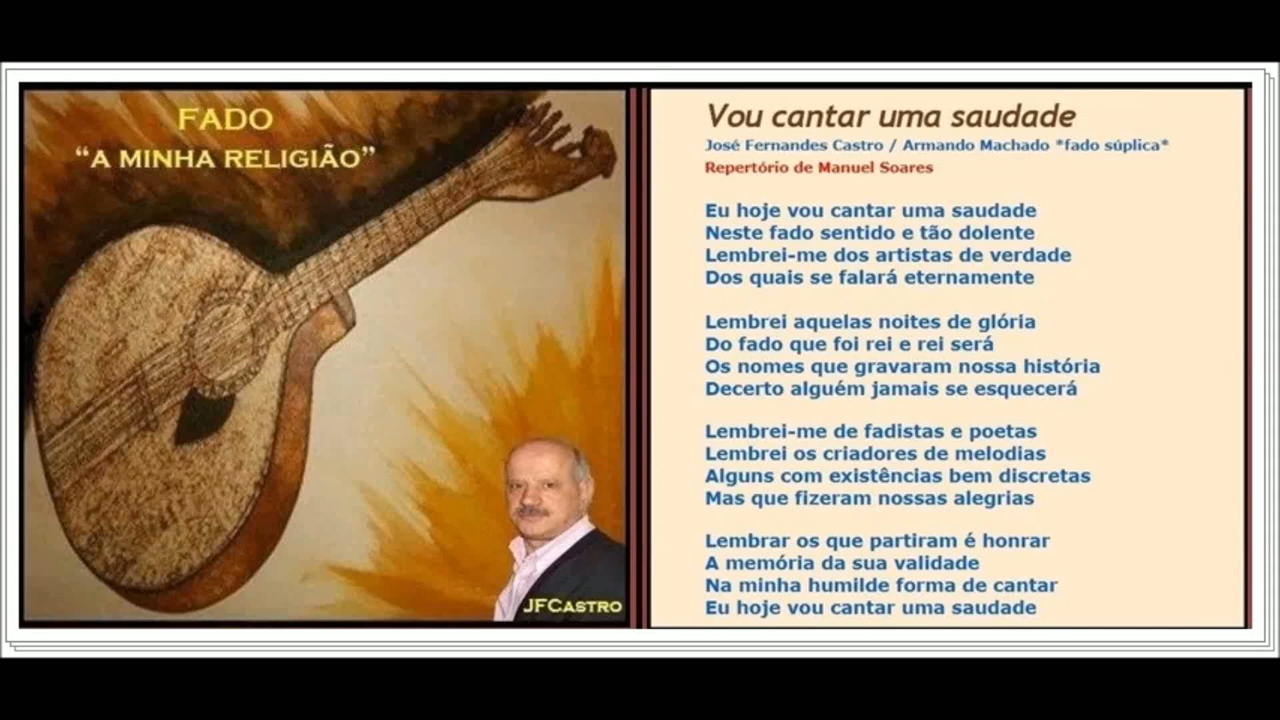 FADO
“A MINHA RELIGIÃO”
JFCASTRO
Vou cantar uma saudade
José Fernandes Castro / Armando Machado *fado súplica*
Repertório de Manuel Soares
Eu hoje vou cantar uma saudade
Neste fado sentido e tão dolente
Lembrei-me dos artistas de verdade
Dos quais se falará eternamente
Lembrei aquelas noites de glória
Do fado que foi rei e rei será
Os nomes que gravaram nossa história
Decerto alguém jamais se esquecerá
Lembrei-me de fadistas e poetas
Lembrei os criadores de melodias
Alguns com existências bem discretas
Mas que fizeram nossas alegrias
Lembrar os que partiram é honrar
A memória da sua validade
Na minha humilde forma de cantar
Eu hoje vou cantar uma saudade